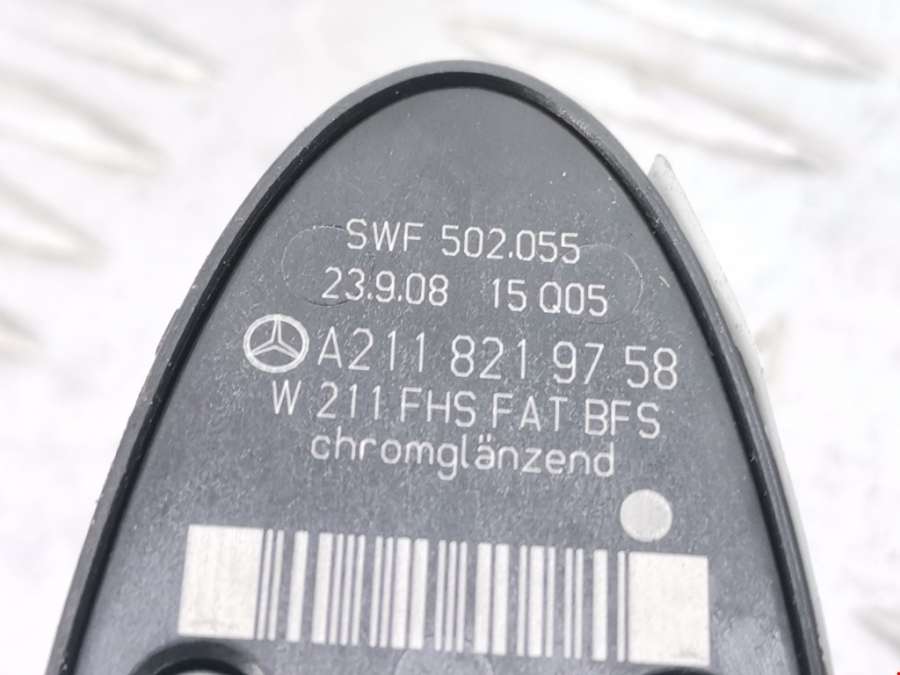 SWF 502.055
23.9.08 15 Q05
A211 821 97 58
W 211 FHS FAT BFS
chromglänzend